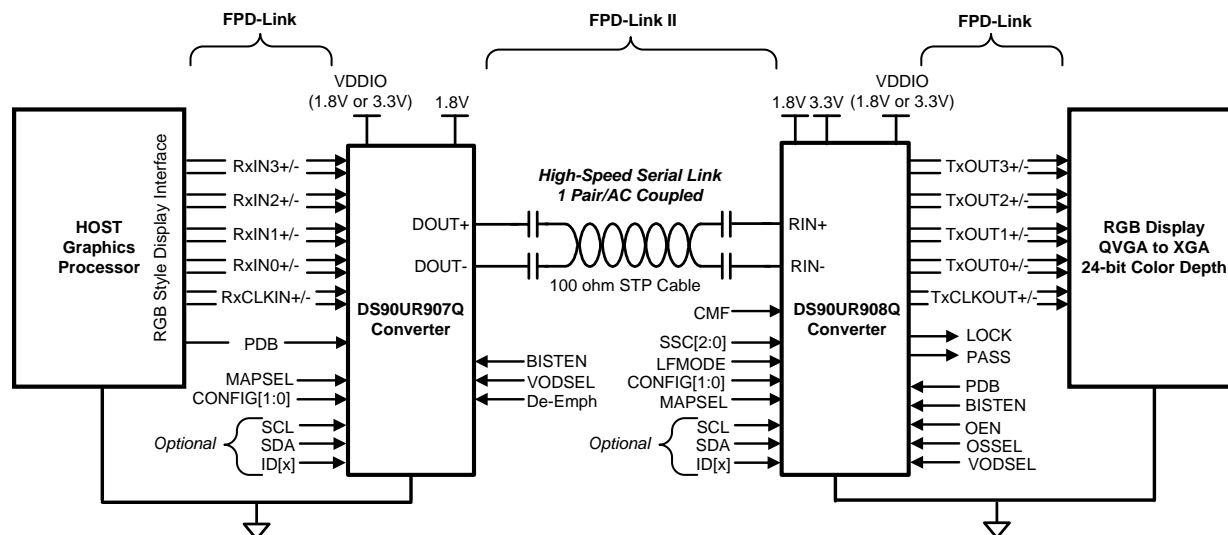 FPD-Link
FPD-Link II
FPD-Link
VDDIO
(1.8V or 3.3V)
1.8V
1.8V
3.3V
VDDIO
(1.8V or 3.3V)
HOST
Graphics
Processor
RGB Style Display Interface
RxIN3+/-
RxIN2+/-
RxIN1+/-
RxIN0+/-
RxCLKIN+/-
PDB
MAPSEL
CONFIG[1:0]
Optional
SCL
SDA
ID[x]
DS90UR907Q
Converter
DOUT+
DOUT-
BISTEN
VODSEL
De-Emph
High-Speed Serial Link
1 Pair/AC Coupled
100 ohm STP Cable
CMF
SSC[2:0]
LFMODE
CONFIG[1:0]
MAPSEL
Optional
SCL
SDA
ID[x]
RIN+
RIN-
DS90UR908Q
Converter
TxOUT3+/-
TxOUT2+/-
TxOUT1+/-
TxOUT0+/-
TxCLKOUT+/-
LOCK
PASS
PDB
BISTEN
OEN
OSSEL
VODSEL
RGB Display
QVGA to XGA
24-bit Color Depth